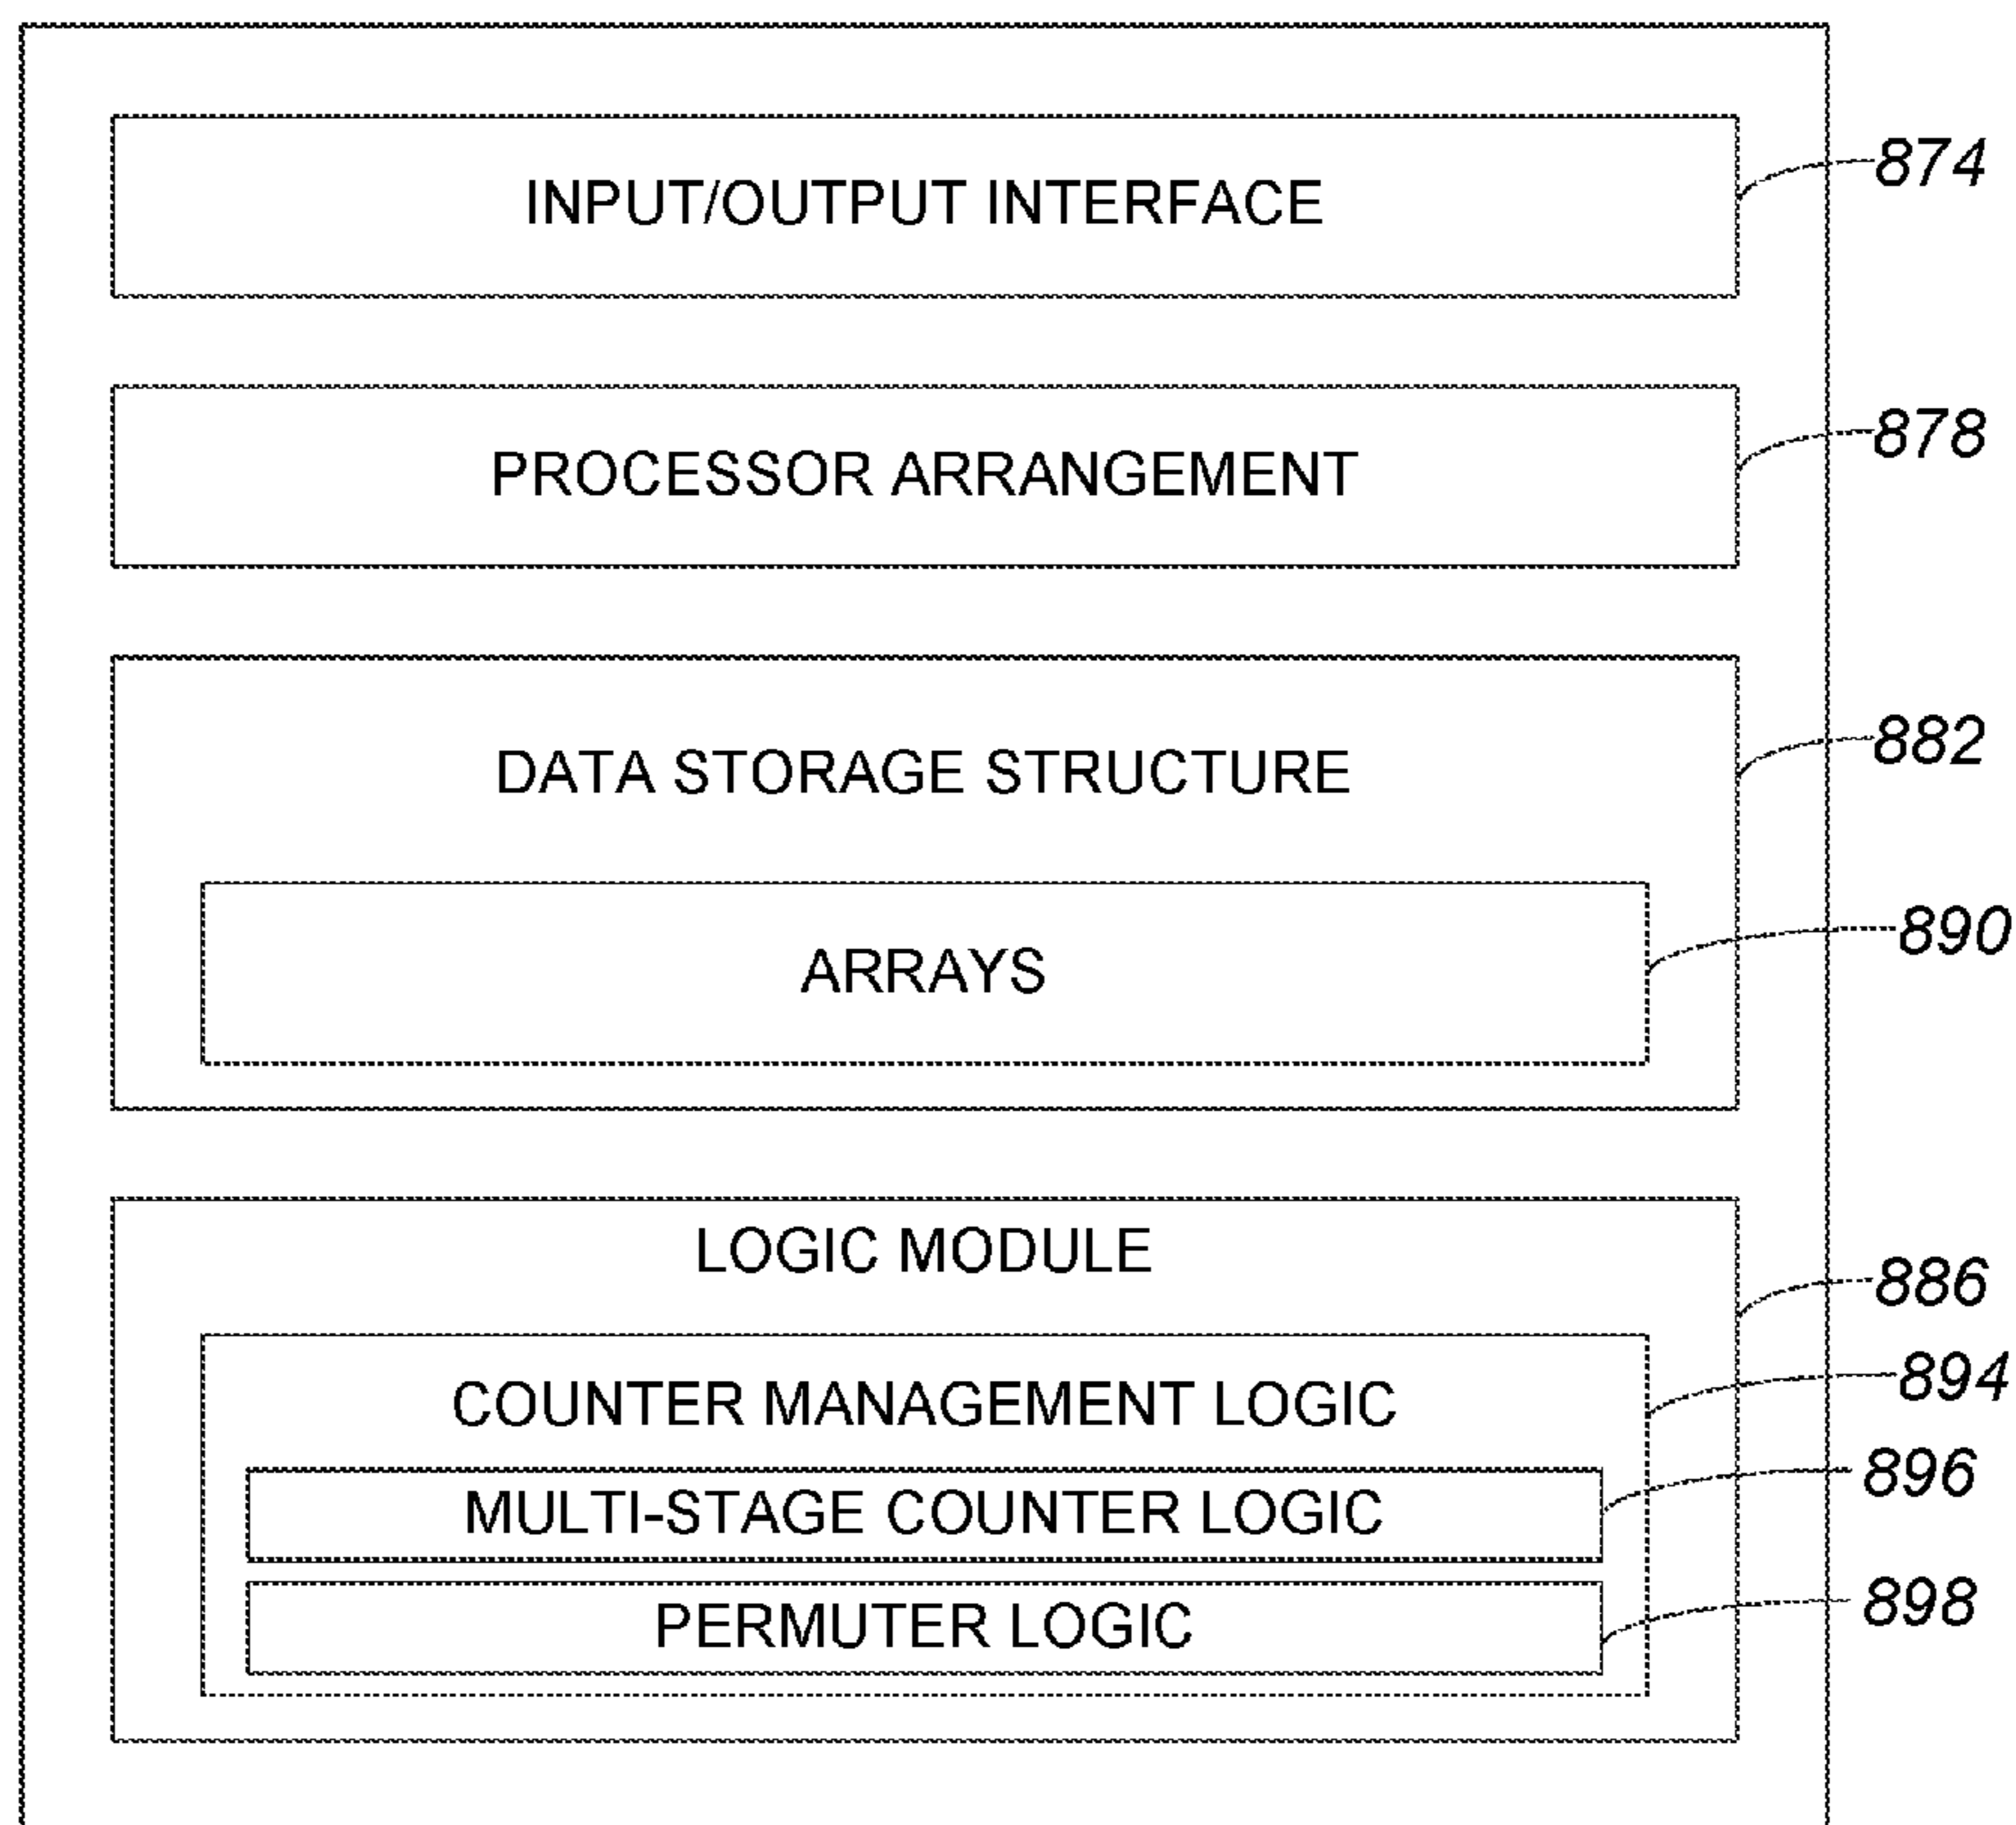 INPUT/OUTPUT INTERFACE
874
PROCESSOR ARRANGEMENT
878
DATA STORAGE STRUCTURE
882
ARRAYS
890
LOGIC MODULE
886
COUNTER MANAGEMENT LOGIC
894
MULTI-STAGE COUNTER LOGIC
896
PERMUTER LOGIC
898